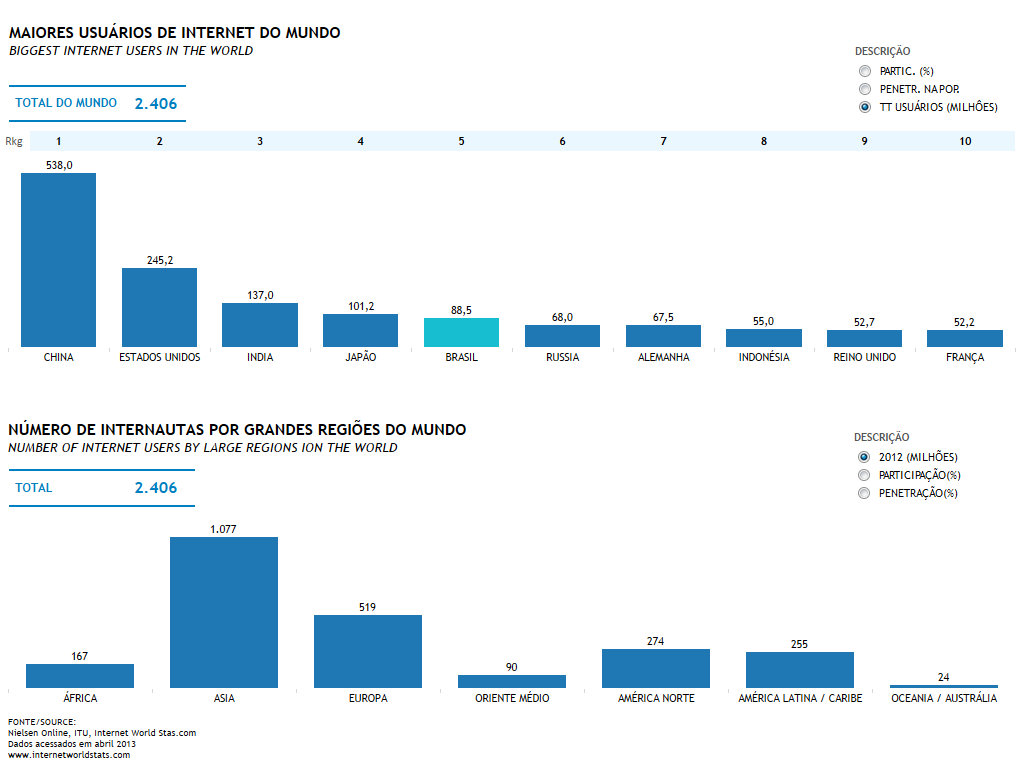 MAIORES USUÁRIOS DE INTERNET DO MUNDO
BIGGEST INTERNET USERS IN THE WORLD
DESCRIÇÃO
PARTIC. (%)
PENETR. NA POP.
TT USUÁRIOS (MILHÔES)
TOTAL DO MUNDO 2.406
Rkg 1 2 3 4 5 6 7 8 9 10
538,0 245,2 137,0 101,2 88,5 68,0 67,5 55,0 52,7 52,2
CHINA ESTADOS UNIDOS INDIA JAPÃO BRASIL RUSSIA ALEMANHA INDONÉSIA REINO UNIDO FRANÇA
NÚMERO DE INTERNAUTAS POR GRANDES REGIÕES DO MUNDO
NUMBER OF INTERNET USERS BY LARGE REGIONS ION THE WORLD
DESCRIÇÃO
2012 (MILHÕES)
PARTICIPAÇÃO(%)
PENETRAÇÃO(%)
TOTAL 2.406
167 1.077 519 90 274 255 24
ÁFRICA ASIA EUROPA ORIENTE MÉDIO AMÉRICA NORTE AMÉRICA LATINA / CARIBE OCEANIA / AUSTRÁLIA
FONTE/SOURCE:
Nielsen Online, ITU, Internet World Stas.com
Dados acessados em abril 2013
www.internetworldstats.com